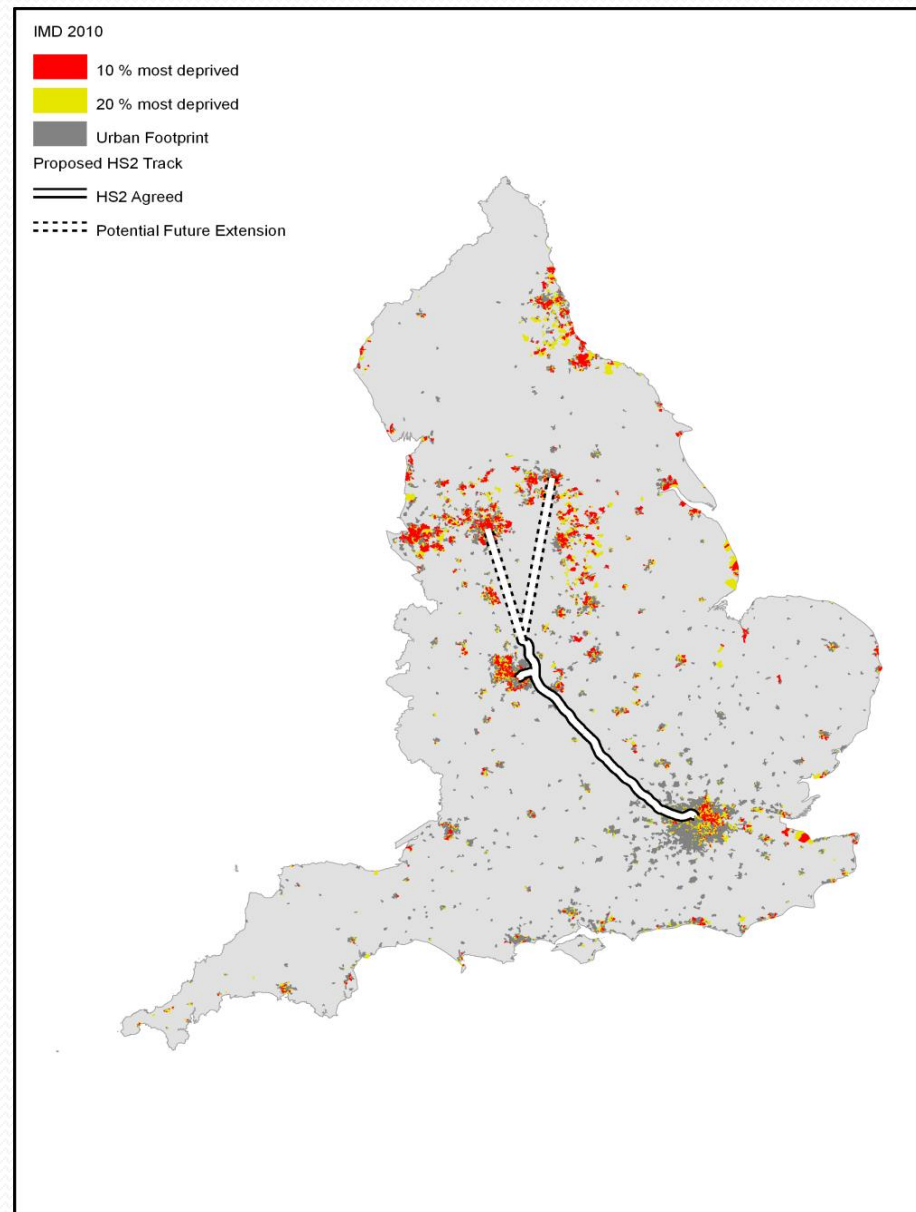 IMD 2010
10 % most deprived
20 % most deprived
Urban Footprint
Proposed HS2 Track
HS2 Agreed
Potential Future Extension